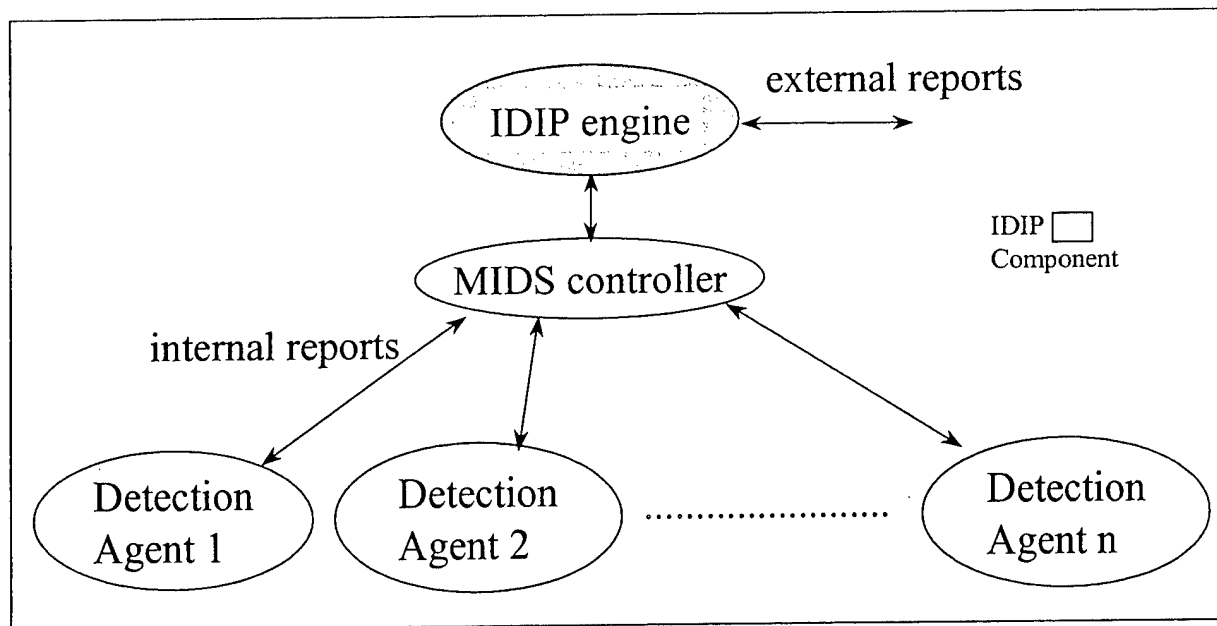 external reports
IDIP engine
IDIP
Component
MIDS controller
internal reports
Detection
Agent 1
Detection
Agent 2
Detection
Agent n